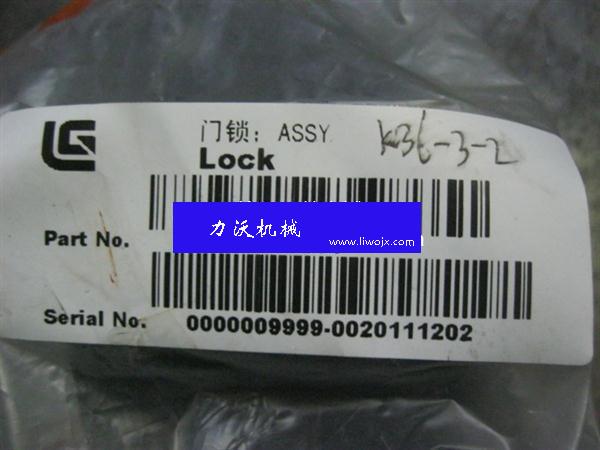 LG
门锁：ASSY K36-3-2
Lock
Part No.
力沃机械
www.liwojx.com
Serial No. 0000009999-0020111202